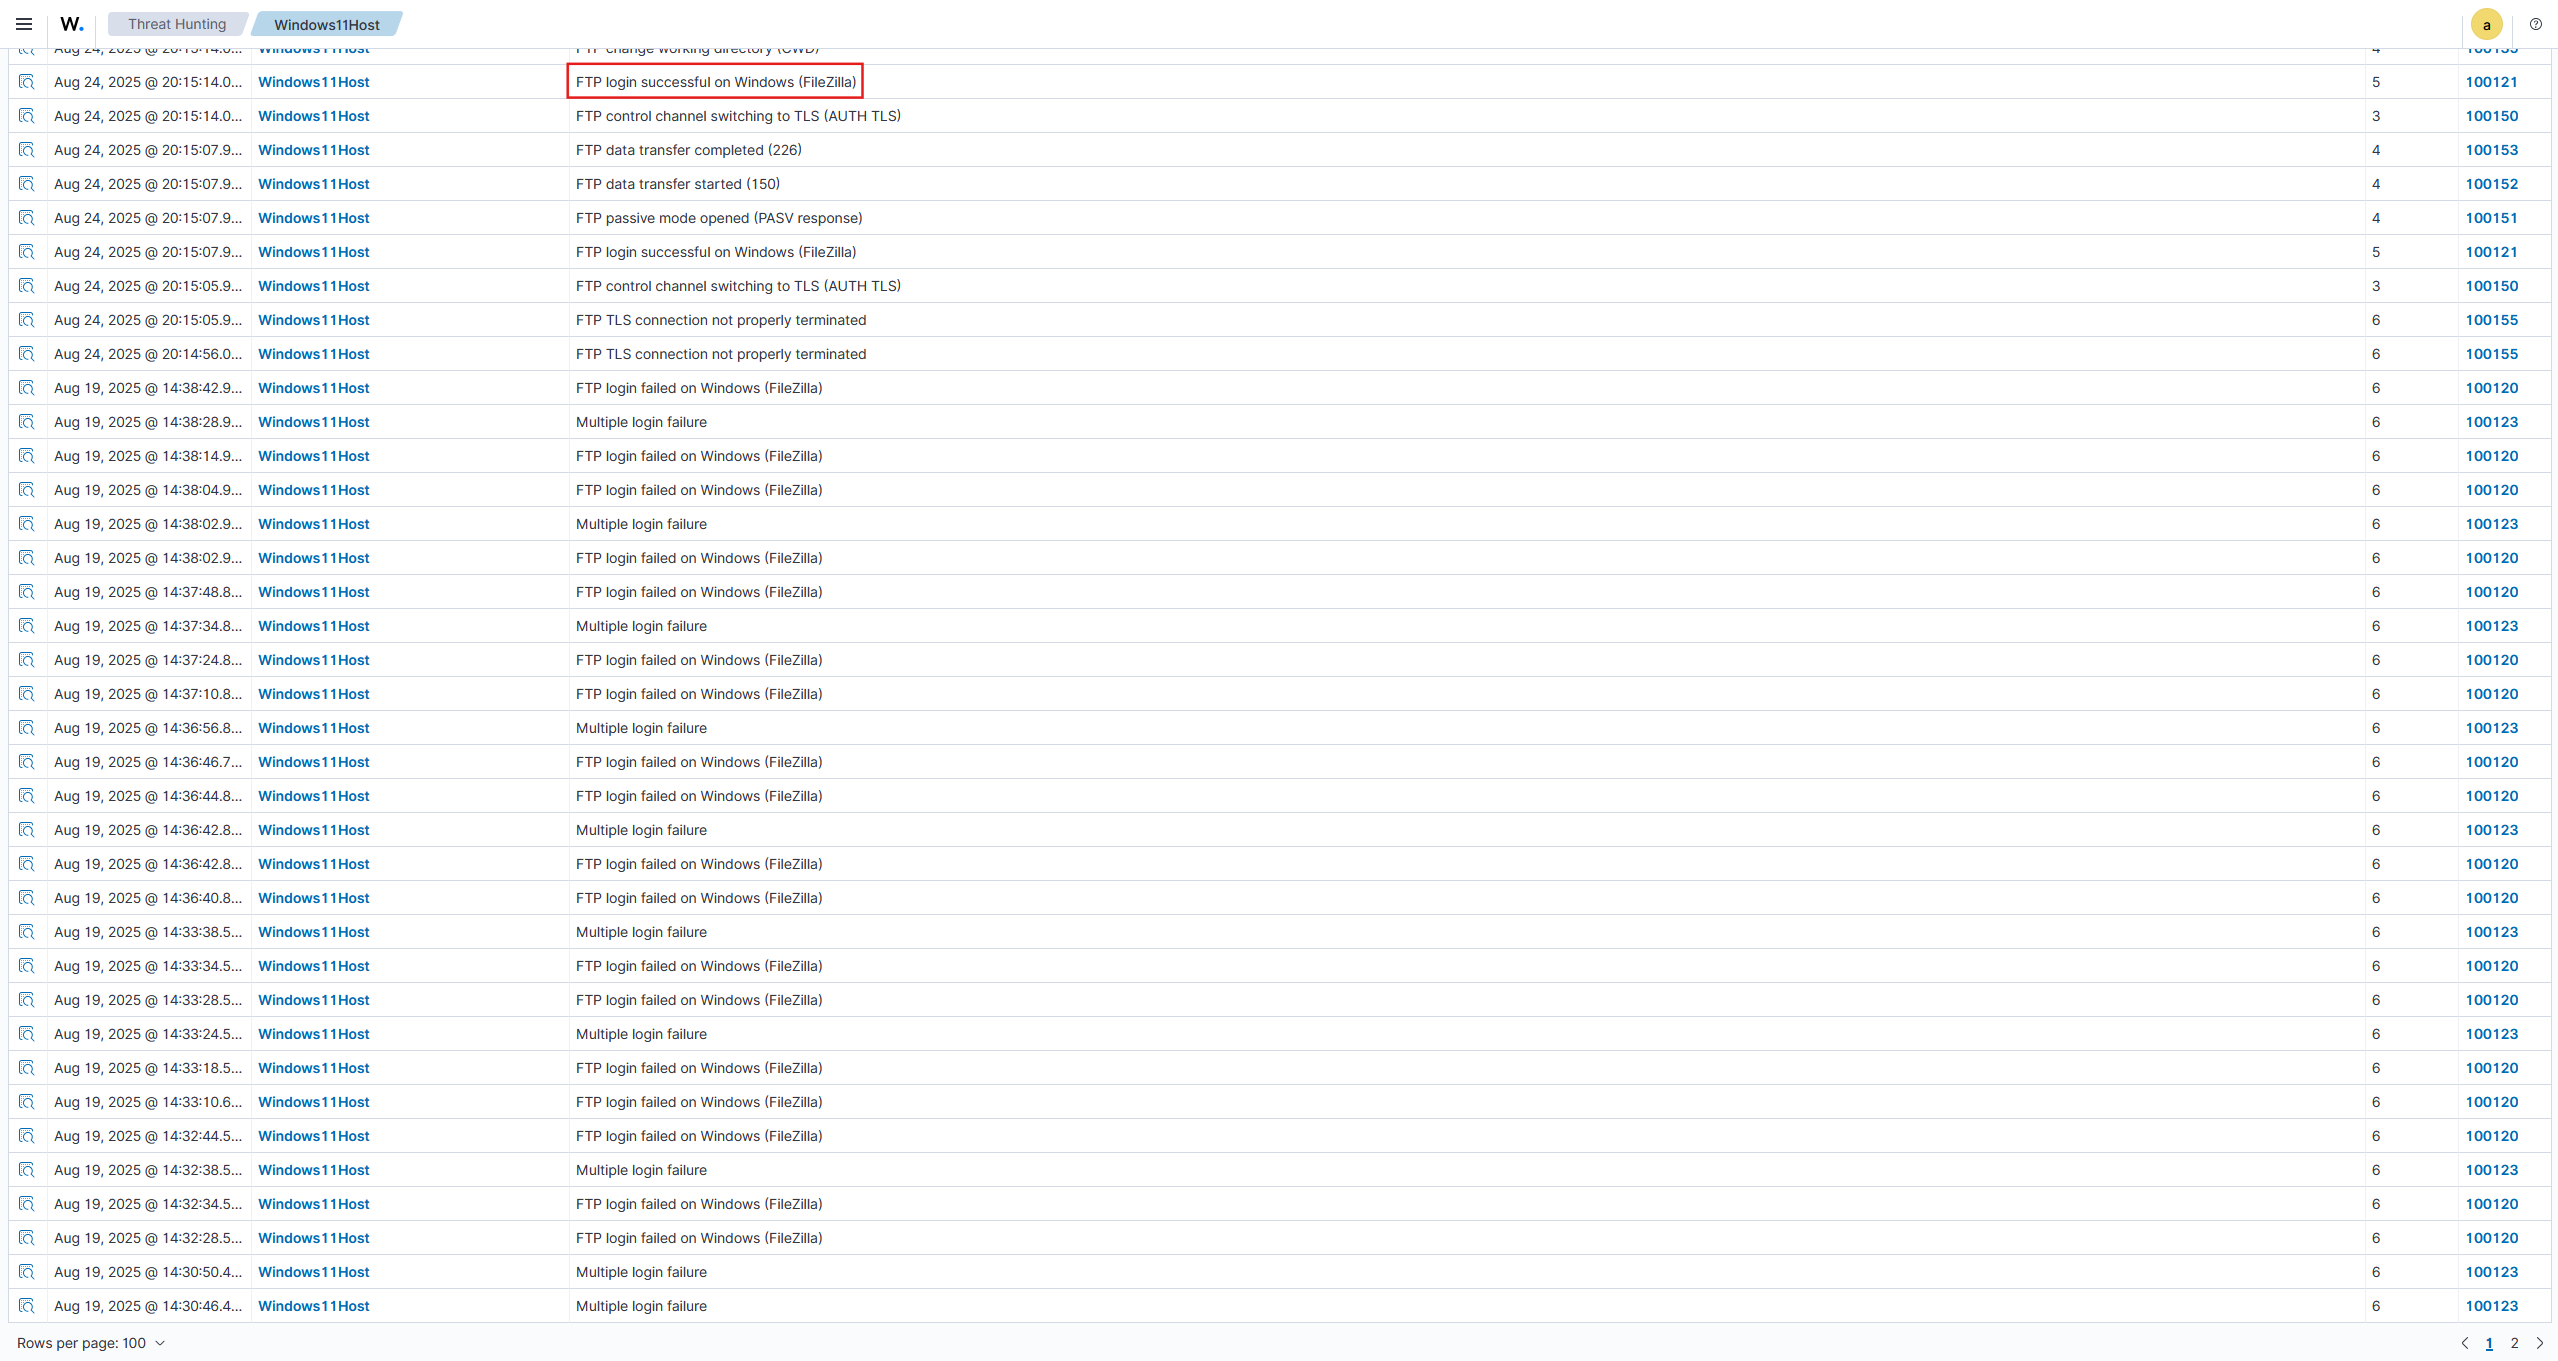 W. Threat Hunting Windows11Host a
Aug 24, 2025 @ 20:15:14.0... Windows11Host FTP change working directory (CWD) 4
Aug 24, 2025 @ 20:15:14.0... Windows11Host FTP login successful on Windows (FileZilla) 5 100121
Aug 24, 2025 @ 20:15:14.0... Windows11Host FTP control channel switching to TLS (AUTH TLS) 3 100150
Aug 24, 2025 @ 20:15:07.9... Windows11Host FTP data transfer completed (226) 4 100153
Aug 24, 2025 @ 20:15:07.9... Windows11Host FTP data transfer started (150) 4 100152
Aug 24, 2025 @ 20:15:07.9... Windows11Host FTP passive mode opened (PASV response) 4 100151
Aug 24, 2025 @ 20:15:07.9... Windows11Host FTP login successful on Windows (FileZilla) 5 100121
Aug 24, 2025 @ 20:15:05.9... Windows11Host FTP control channel switching to TLS (AUTH TLS) 3 100150
Aug 24, 2025 @ 20:15:05.9... Windows11Host FTP TLS connection not properly terminated 6 100155
Aug 24, 2025 @ 20:14:56.0... Windows11Host FTP TLS connection not properly terminated 6 100155
Aug 19, 2025 @ 14:38:42.9... Windows11Host FTP login failed on Windows (FileZilla) 6 100120
Aug 19, 2025 @ 14:38:28.9... Windows11Host Multiple login failure 6 100123
Aug 19, 2025 @ 14:38:14.9... Windows11Host FTP login failed on Windows (FileZilla) 6 100120
Aug 19, 2025 @ 14:38:04.9... Windows11Host FTP login failed on Windows (FileZilla) 6 100120
Aug 19, 2025 @ 14:38:02.9... Windows11Host Multiple login failure 6 100123
Aug 19, 2025 @ 14:38:02.9... Windows11Host FTP login failed on Windows (FileZilla) 6 100120
Aug 19, 2025 @ 14:37:48.8... Windows11Host FTP login failed on Windows (FileZilla) 6 100120
Aug 19, 2025 @ 14:37:34.8... Windows11Host Multiple login failure 6 100123
Aug 19, 2025 @ 14:37:24.8... Windows11Host FTP login failed on Windows (FileZilla) 6 100120
Aug 19, 2025 @ 14:37:10.8... Windows11Host FTP login failed on Windows (FileZilla) 6 100120
Aug 19, 2025 @ 14:36:56.8... Windows11Host Multiple login failure 6 100123
Aug 19, 2025 @ 14:36:46.7... Windows11Host FTP login failed on Windows (FileZilla) 6 100120
Aug 19, 2025 @ 14:36:44.8... Windows11Host FTP login failed on Windows (FileZilla) 6 100120
Aug 19, 2025 @ 14:36:42.8... Windows11Host Multiple login failure 6 100123
Aug 19, 2025 @ 14:36:42.8... Windows11Host FTP login failed on Windows (FileZilla) 6 100120
Aug 19, 2025 @ 14:36:40.8... Windows11Host FTP login failed on Windows (FileZilla) 6 100120
Aug 19, 2025 @ 14:33:38.5... Windows11Host Multiple login failure 6 100123
Aug 19, 2025 @ 14:33:34.5... Windows11Host FTP login failed on Windows (FileZilla) 6 100120
Aug 19, 2025 @ 14:33:28.5... Windows11Host FTP login failed on Windows (FileZilla) 6 100120
Aug 19, 2025 @ 14:33:24.5... Windows11Host Multiple login failure 6 100123
Aug 19, 2025 @ 14:33:18.5... Windows11Host FTP login failed on Windows (FileZilla) 6 100120
Aug 19, 2025 @ 14:33:10.6... Windows11Host FTP login failed on Windows (FileZilla) 6 100120
Aug 19, 2025 @ 14:32:44.5... Windows11Host FTP login failed on Windows (FileZilla) 6 100120
Aug 19, 2025 @ 14:32:38.5... Windows11Host Multiple login failure 6 100123
Aug 19, 2025 @ 14:32:34.5... Windows11Host FTP login failed on Windows (FileZilla) 6 100120
Aug 19, 2025 @ 14:32:28.5... Windows11Host FTP login failed on Windows (FileZilla) 6 100120
Aug 19, 2025 @ 14:30:50.4... Windows11Host Multiple login failure 6 100123
Aug 19, 2025 @ 14:30:46.4... Windows11Host Multiple login failure 6 100123
Rows per page: 100 1 2